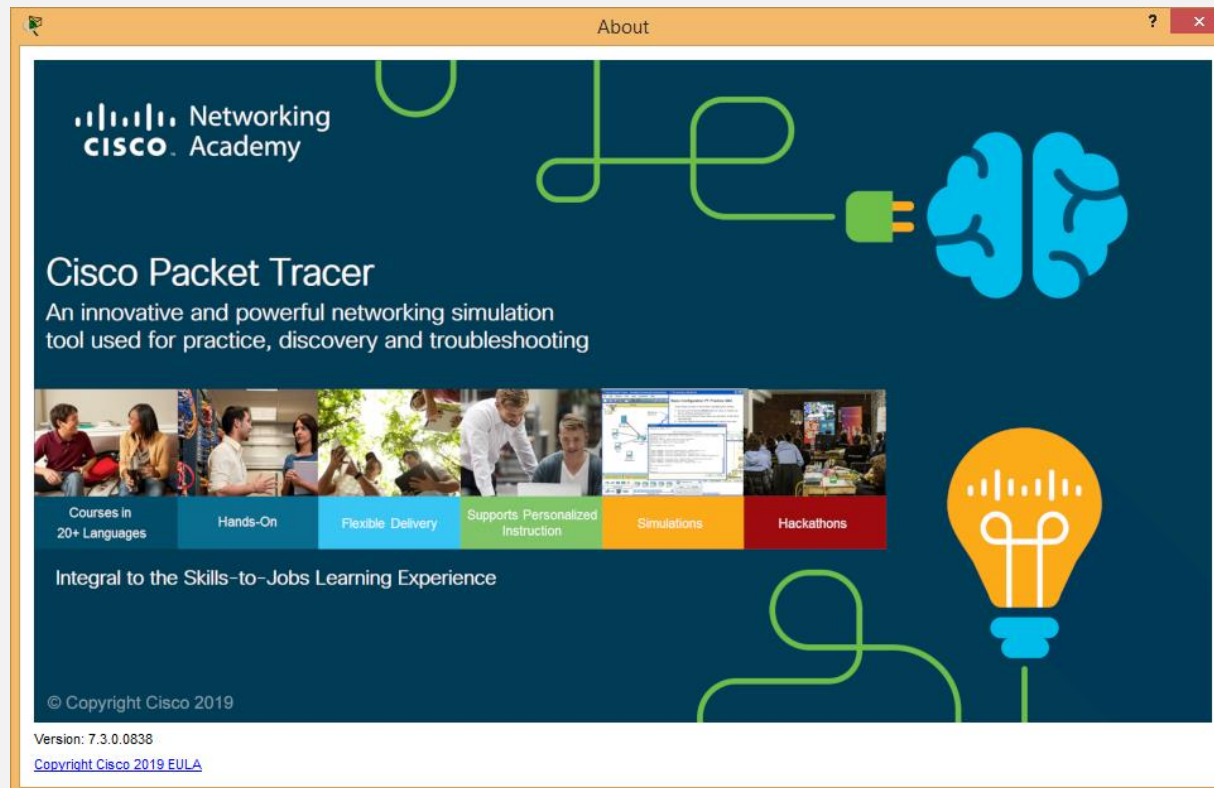 About
?
Networking
CISCO Academy
Cisco Packet Tracer
An innovative and powerful networking simulation
tool used for practice, discovery and troubleshooting
Courses in
20+ Languages
Hands-On
Flexible Delivery
Supports Personalized
Instruction
Simulations
Hackathons
Integral to the Skills-to-Jobs Learning Experience
© Copyright Cisco 2019
Version: 7.3.0.0838
Copyright Cisco 2019 EULA